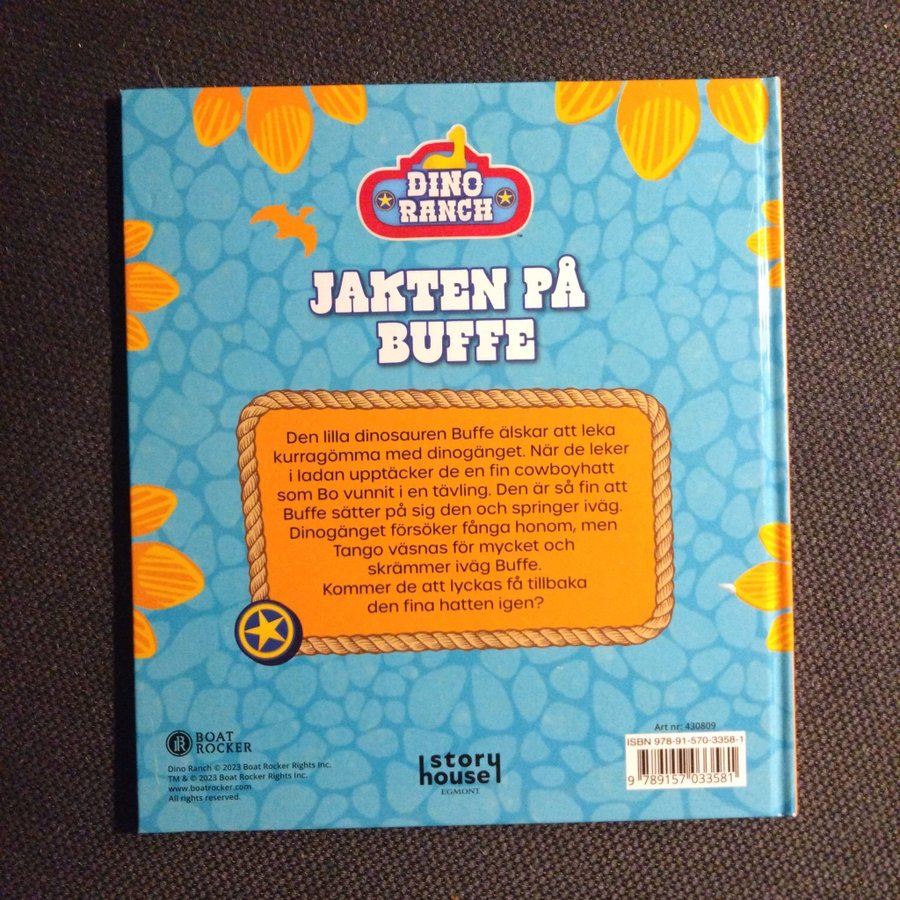 DINO
RANCH
™
JAKTEN PÅ
BUFFE
Den lilla dinosauren Buffe älskar att leka
kurragömma med dinogänget. När de leker
i ladan upptäcker de en fin cowboyhatt
som Bo vunnit i en tävling. Den är så fin att
Buffe sätter på sig den och springer iväg.
Dinogänget försöker fånga honom, men
Tango väsnas för mycket och
skrämmer iväg Buffe.
Kommer de att lyckas få tillbaka
den fina hatten igen?
BOAT
ROCKER
Dino Ranch © 2023 Boat Rocker Rights Inc.
TM & © 2023 Boat Rocker Rights Inc.
www.boatrocker.com
All rights reserved.
story
house
EGMONT
Art nr: 430809
ISBN 978-91-570-3358-1
9 789157 033581